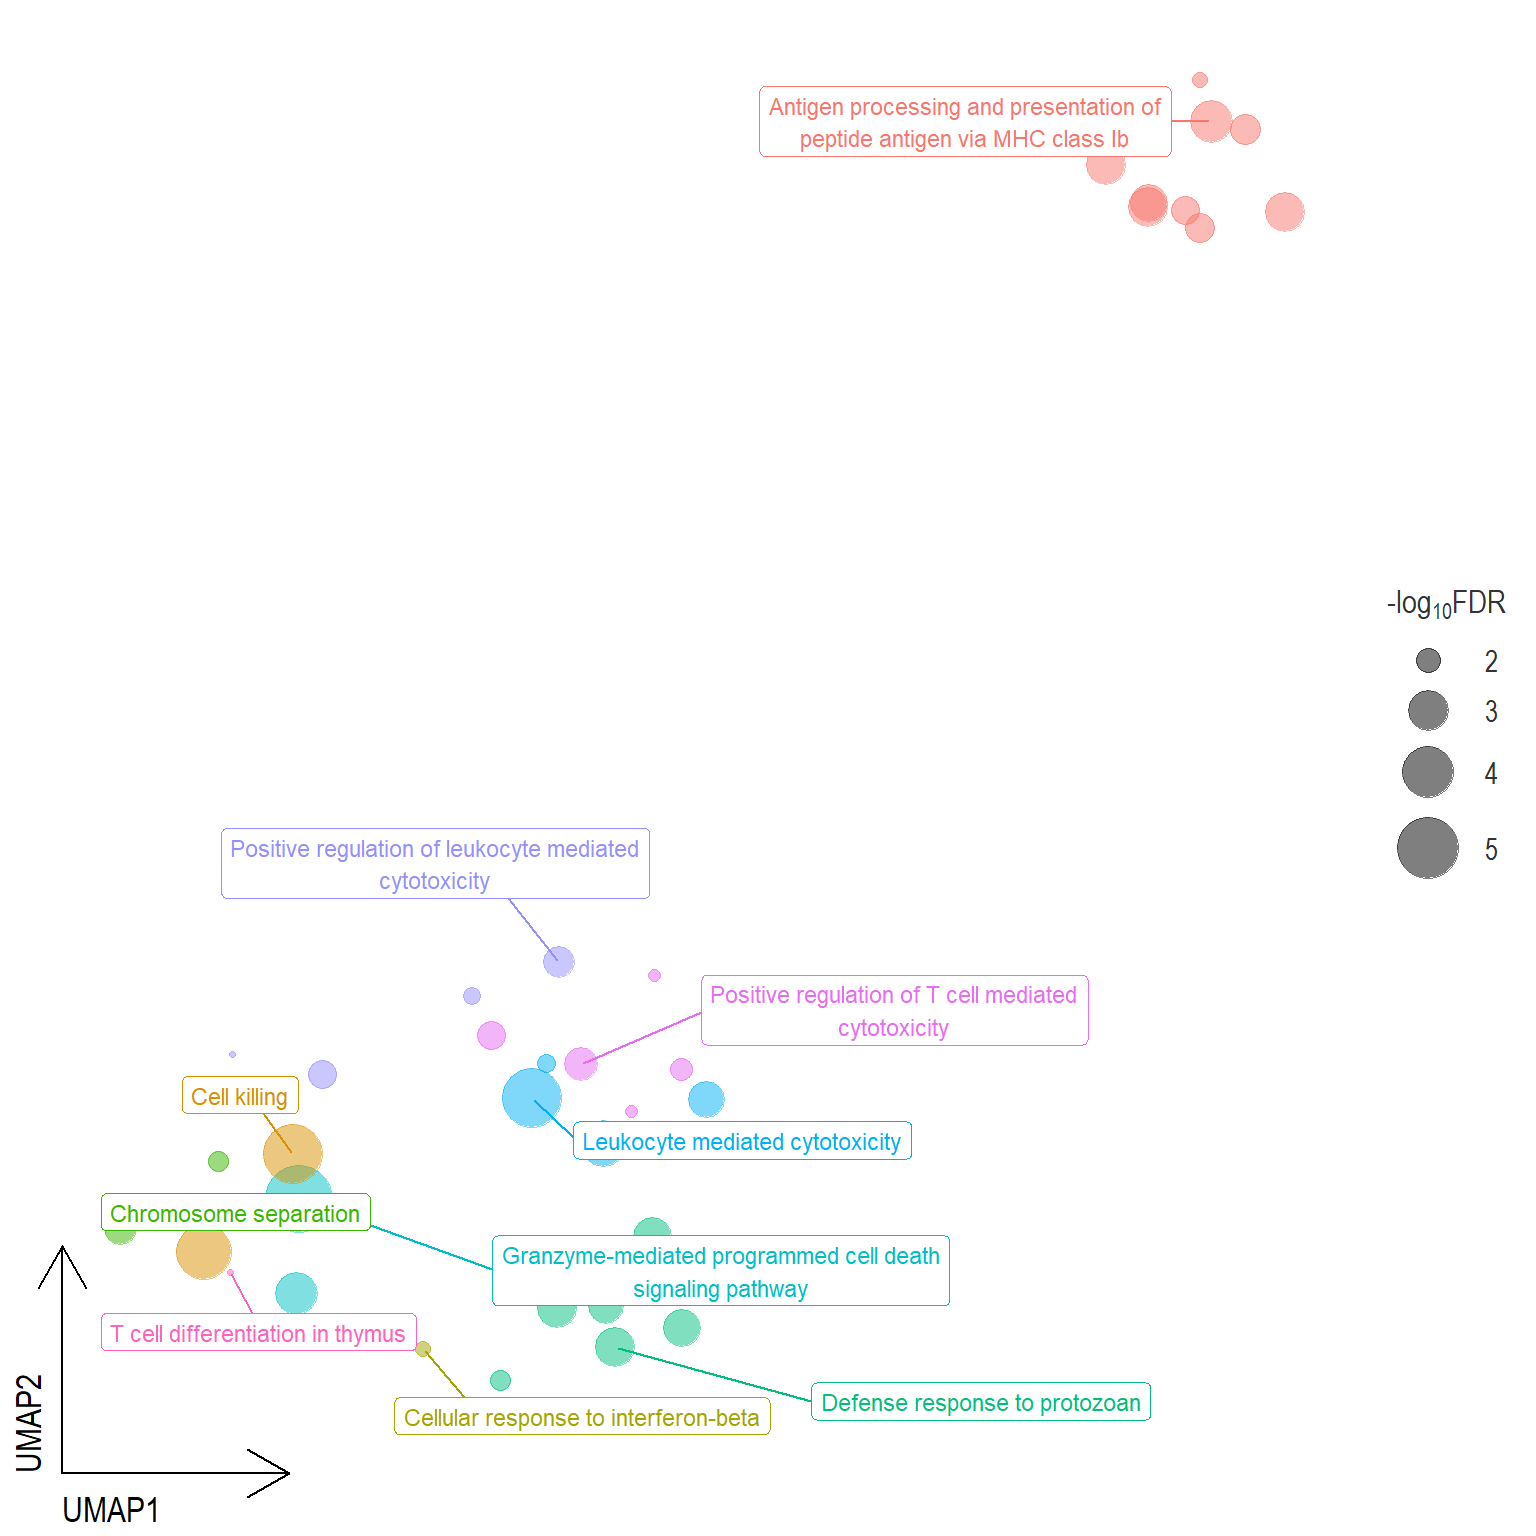 Antigen processing and presentation of
peptide antigen via MHC class Ib
-log10FDR
2
3
4
5
Positive regulation of leukocyte mediated
cytotoxicity
Positive regulation of T cell mediated
cytotoxicity
Cell killing
Leukocyte mediated cytotoxicity
Chromosome separation
Granzyme-mediated programmed cell death
signaling pathway
T cell differentiation in thymus
Defense response to protozoan
Cellular response to interferon-beta
UMAP2
UMAP1